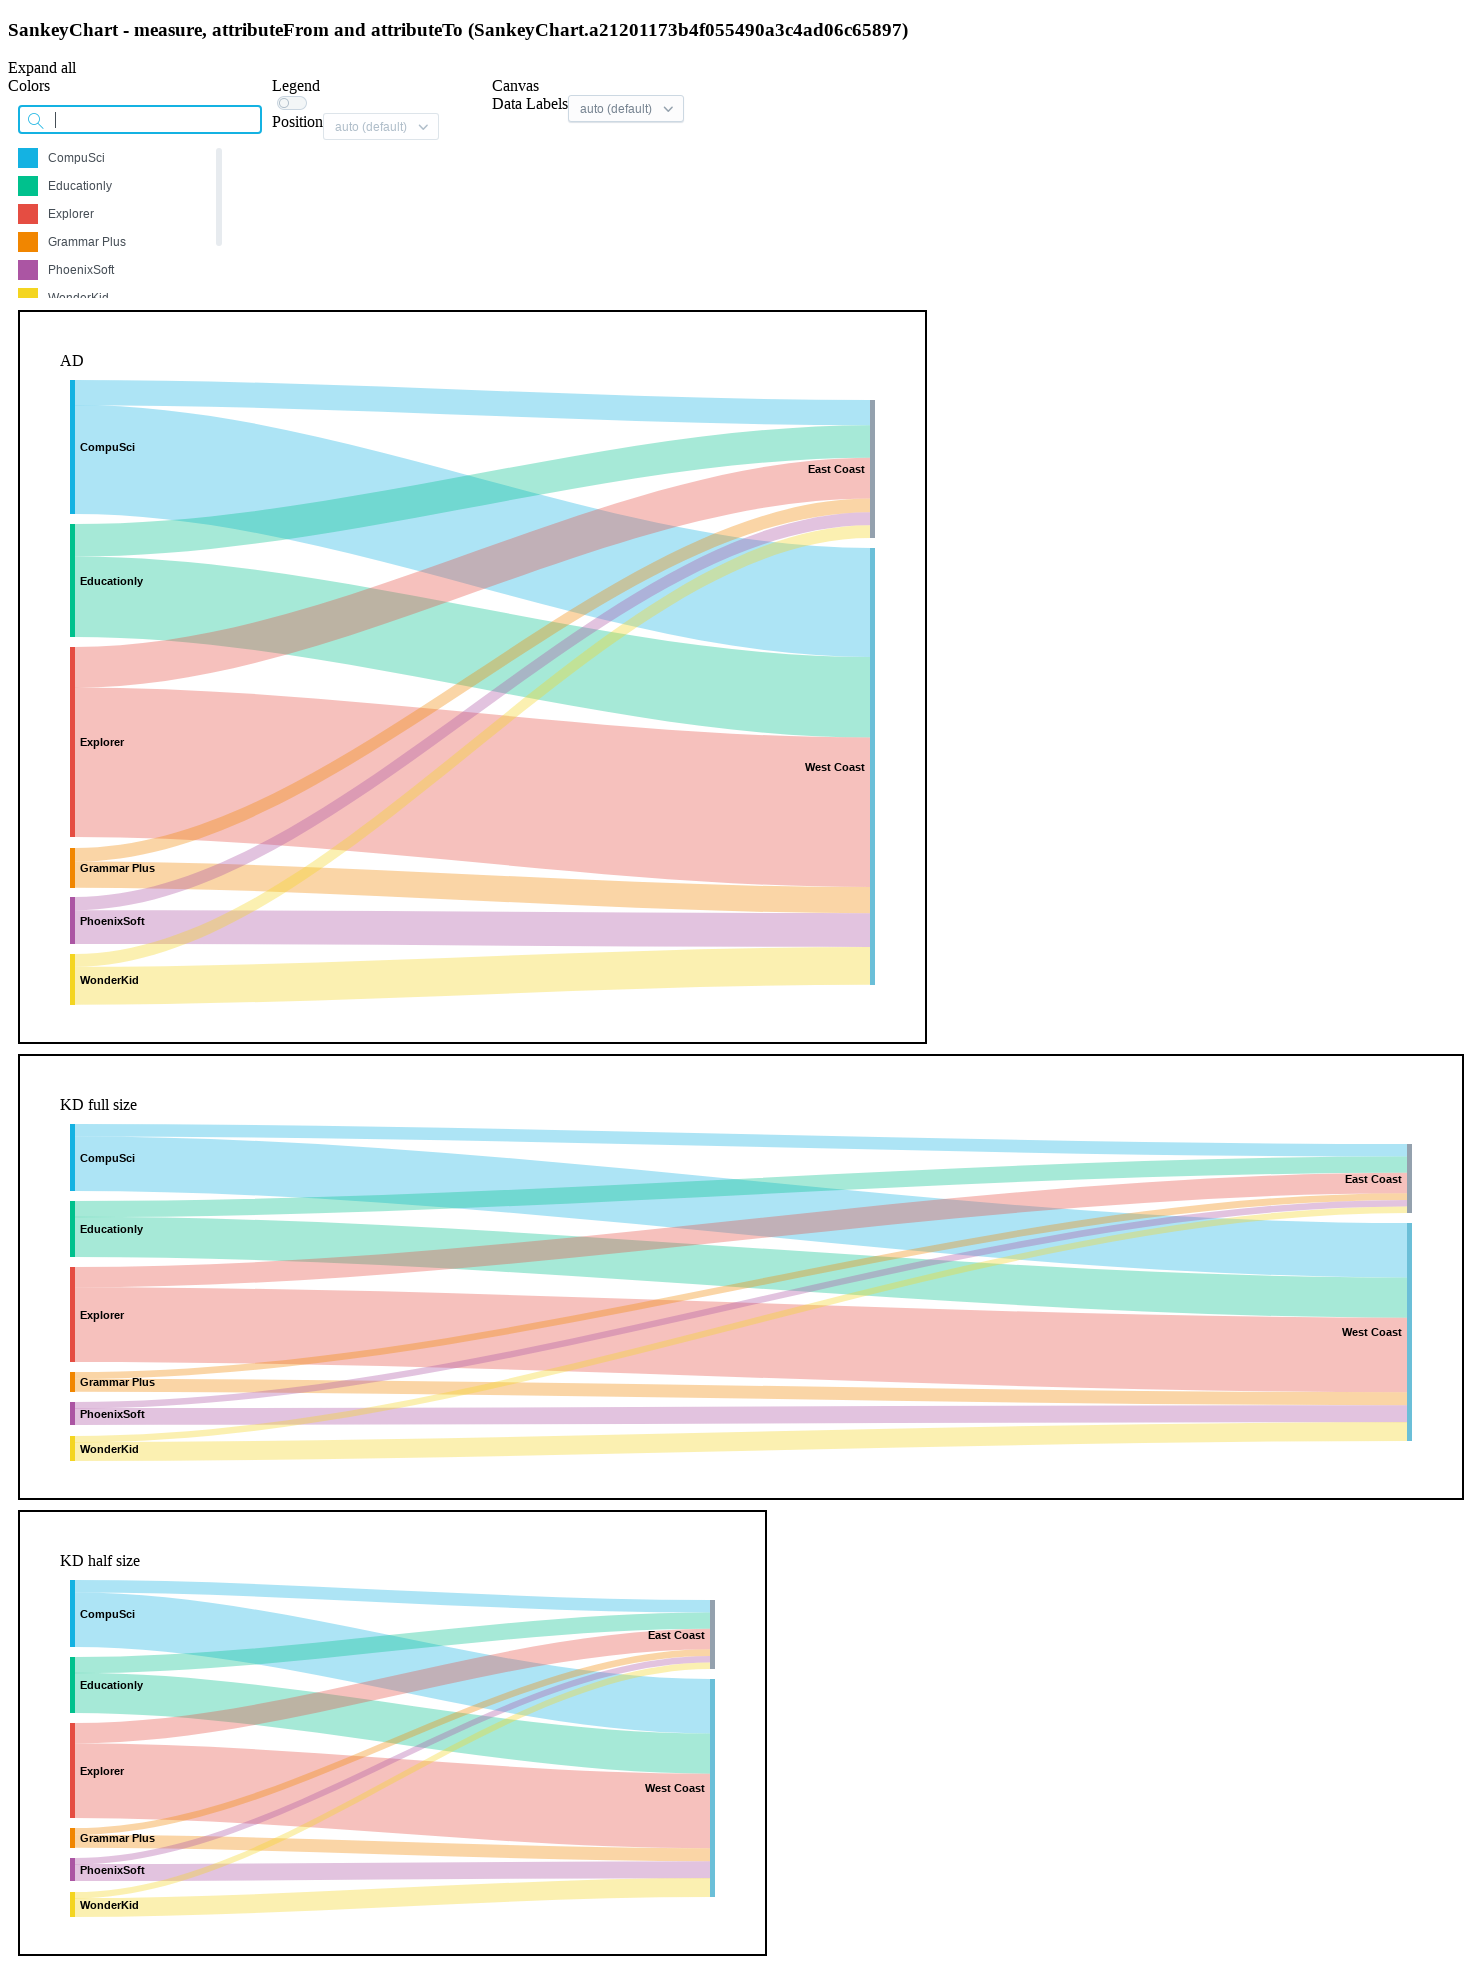 SankeyChart - measure, attributeFrom and attributeTo (SankeyChart.a21201173b4f055490a3c4ad06c65897)
Expand all
Colors
Legend
Canvas
Data Labels auto (default)
Position auto (default)
CompuSci
Educationly
Explorer
Grammar Plus
PhoenixSoft
WonderKid
AD
CompuSci
East Coast
Educationly
Explorer
West Coast
Grammar Plus
PhoenixSoft
WonderKid
KD full size
CompuSci
East Coast
Educationly
Explorer
West Coast
Grammar Plus
PhoenixSoft
WonderKid
KD half size
CompuSci
East Coast
Educationly
Explorer
West Coast
Grammar Plus
PhoenixSoft
WonderKid